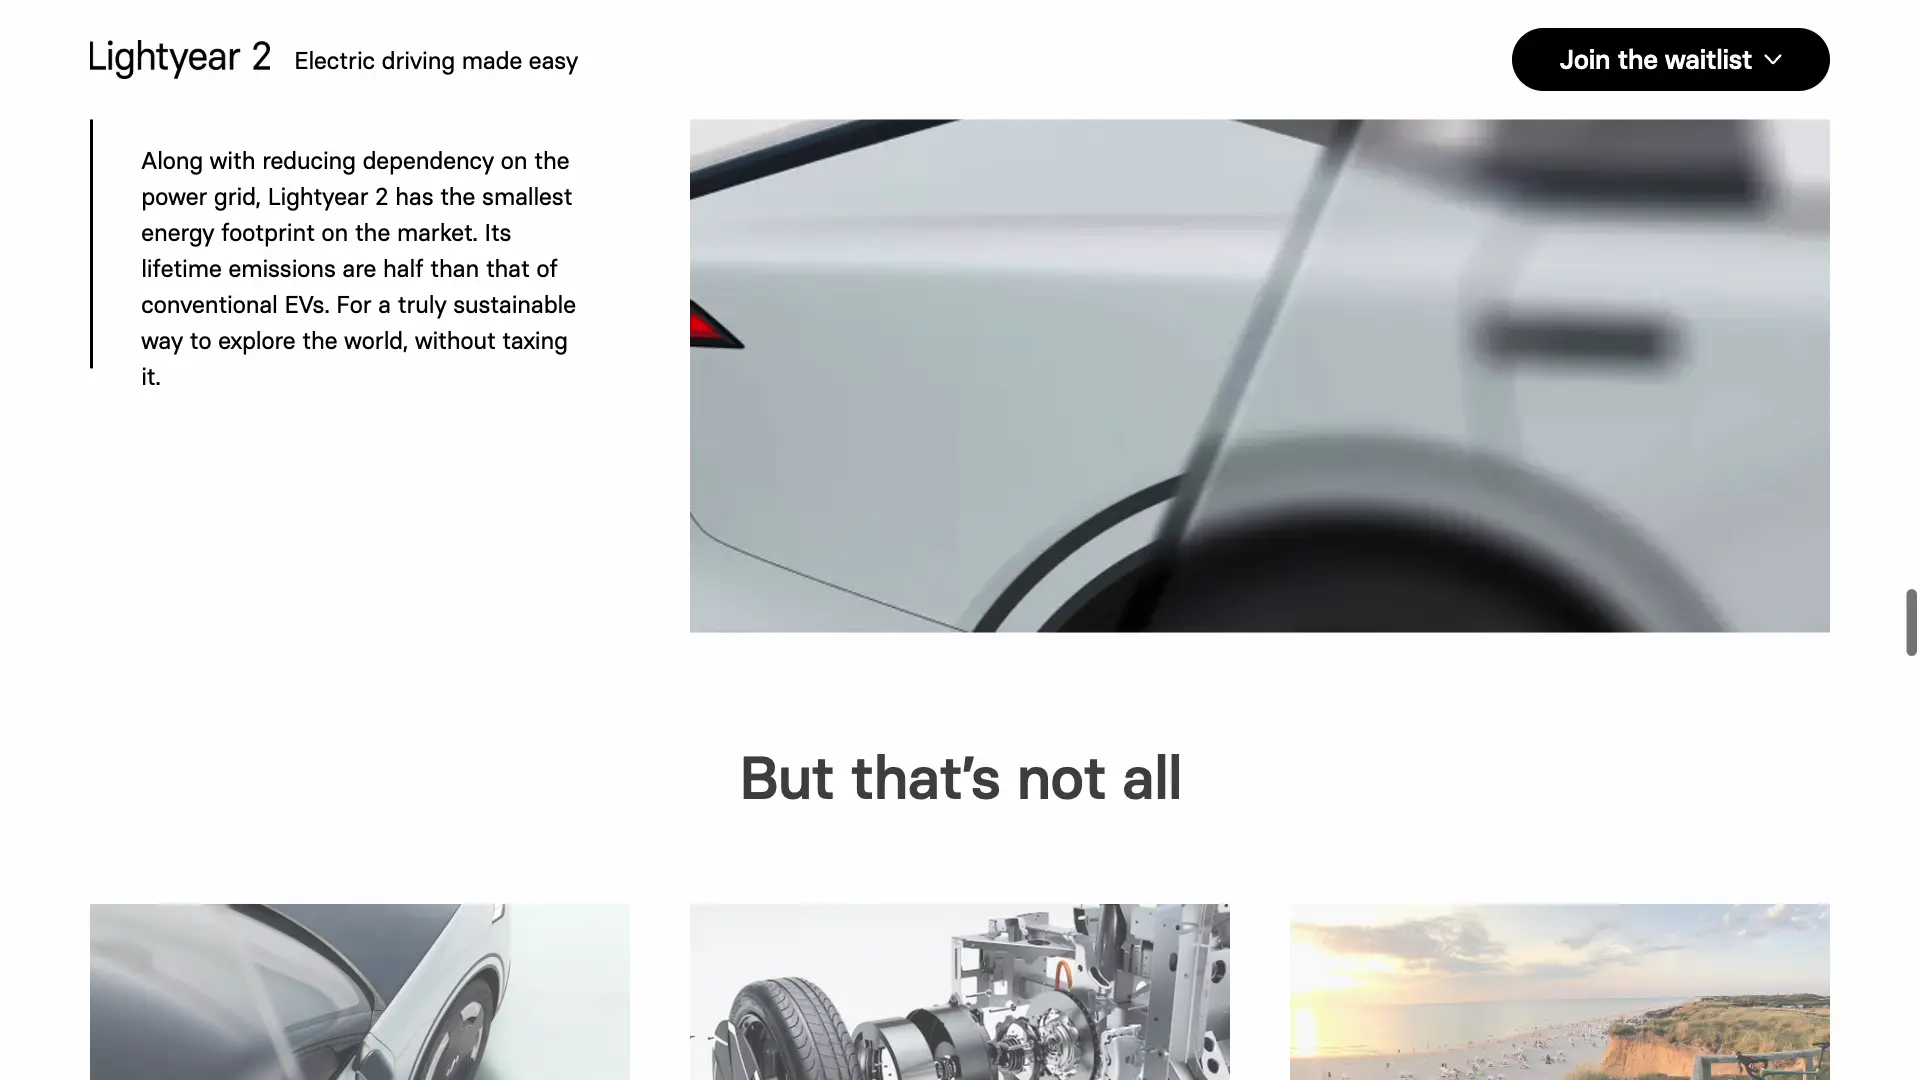 Lightyear 2 Electric driving made easy
Join the waitlist
Along with reducing dependency on the
power grid, Lightyear 2 has the smallest
energy footprint on the market. Its
lifetime emissions are half than that of
conventional EVs. For a truly sustainable
way to explore the world, without taxing
it.
But that’s not all